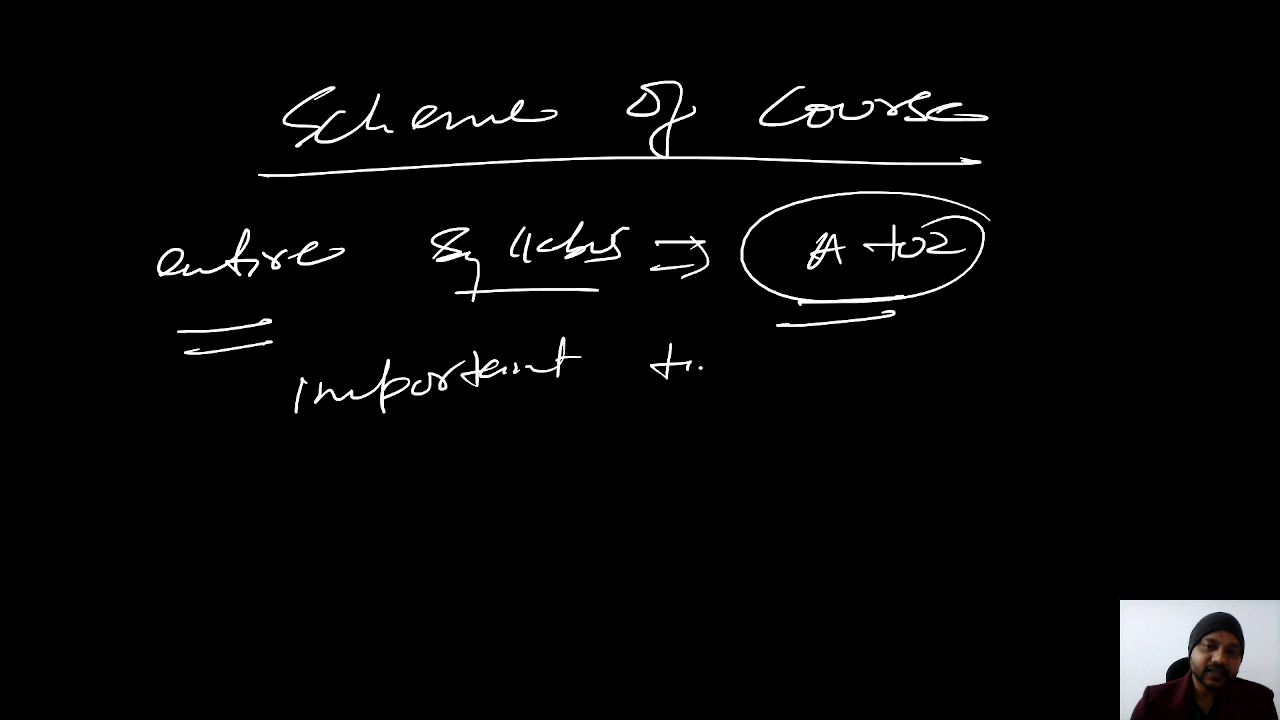 Scheme of Course
entire Syllabus ⇒ A to Z
important